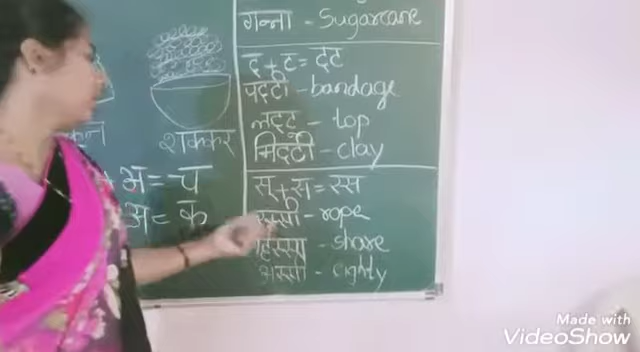 शक्कर
अ = च
अ = क
गन्ना - Sugarcane
ट् + ट = ट्ट
पट्टी - bandage
लट्टू - top
मिट्टी - clay
स् + स = स्स
रस्सी - rope
हिस्सा - share
अस्सी - eighty
Made with
VideoShow